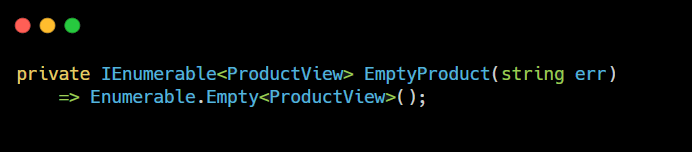 private IEnumerable<ProductView> EmptyProduct(string err)
    => Enumerable.Empty<ProductView>();